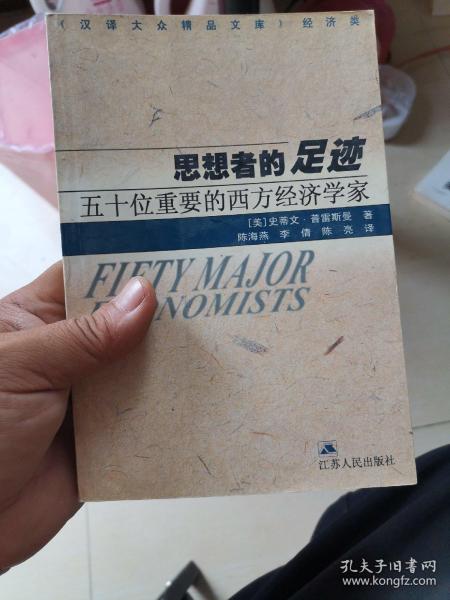 《汉译大众精品文库》经济类
思想者的足迹
五十位重要的西方经济学家
[美]史蒂文·普雷斯曼 著
陈海燕 李倩 陈亮 译
FIFTY MAJOR
ECONOMISTS
江苏人民出版社
孔夫子旧书网
www.kongfz.com